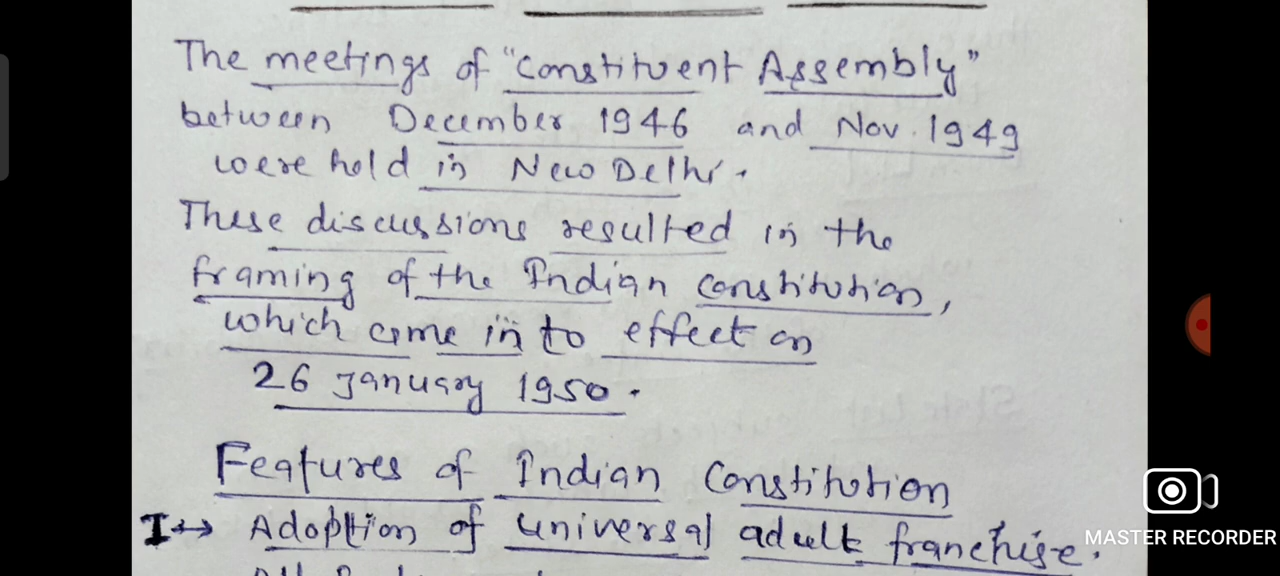 The meetings of "Constituent Assembly"
between December 1946 and Nov. 1949
were held in New Delhi.
These discussions resulted in the
framing of the Indian Constitution,
which came in to effect on
26 January 1950.
Features of Indian Constitution
I↔ Adoption of universal adult franchise.
MASTER RECORDER